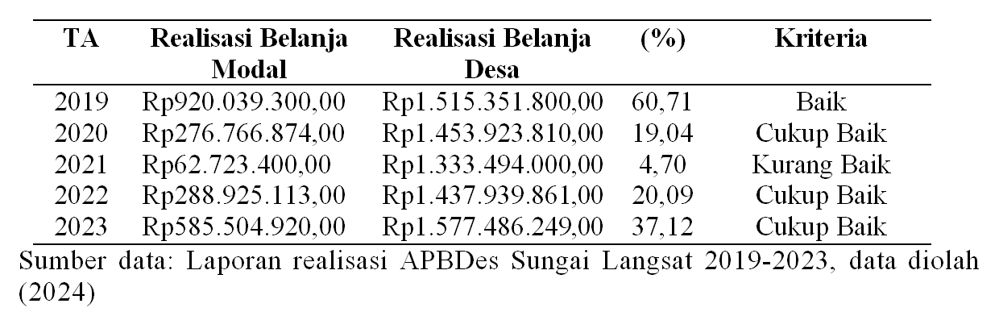 TA Realisasi Belanja Modal Realisasi Belanja Desa (%) Kriteria
2019 Rp920.039.300,00 Rp1.515.351.800,00 60,71 Baik
2020 Rp276.766.874,00 Rp1.453.923.810,00 19,04 Cukup Baik
2021 Rp62.723.400,00 Rp1.333.494.000,00 4,70 Kurang Baik
2022 Rp288.925.113,00 Rp1.437.939.861,00 20,09 Cukup Baik
2023 Rp585.504.920,00 Rp1.577.486.249,00 37,12 Cukup Baik
Sumber data: Laporan realisasi APBDes Sungai Langsat 2019-2023, data diolah
(2024)